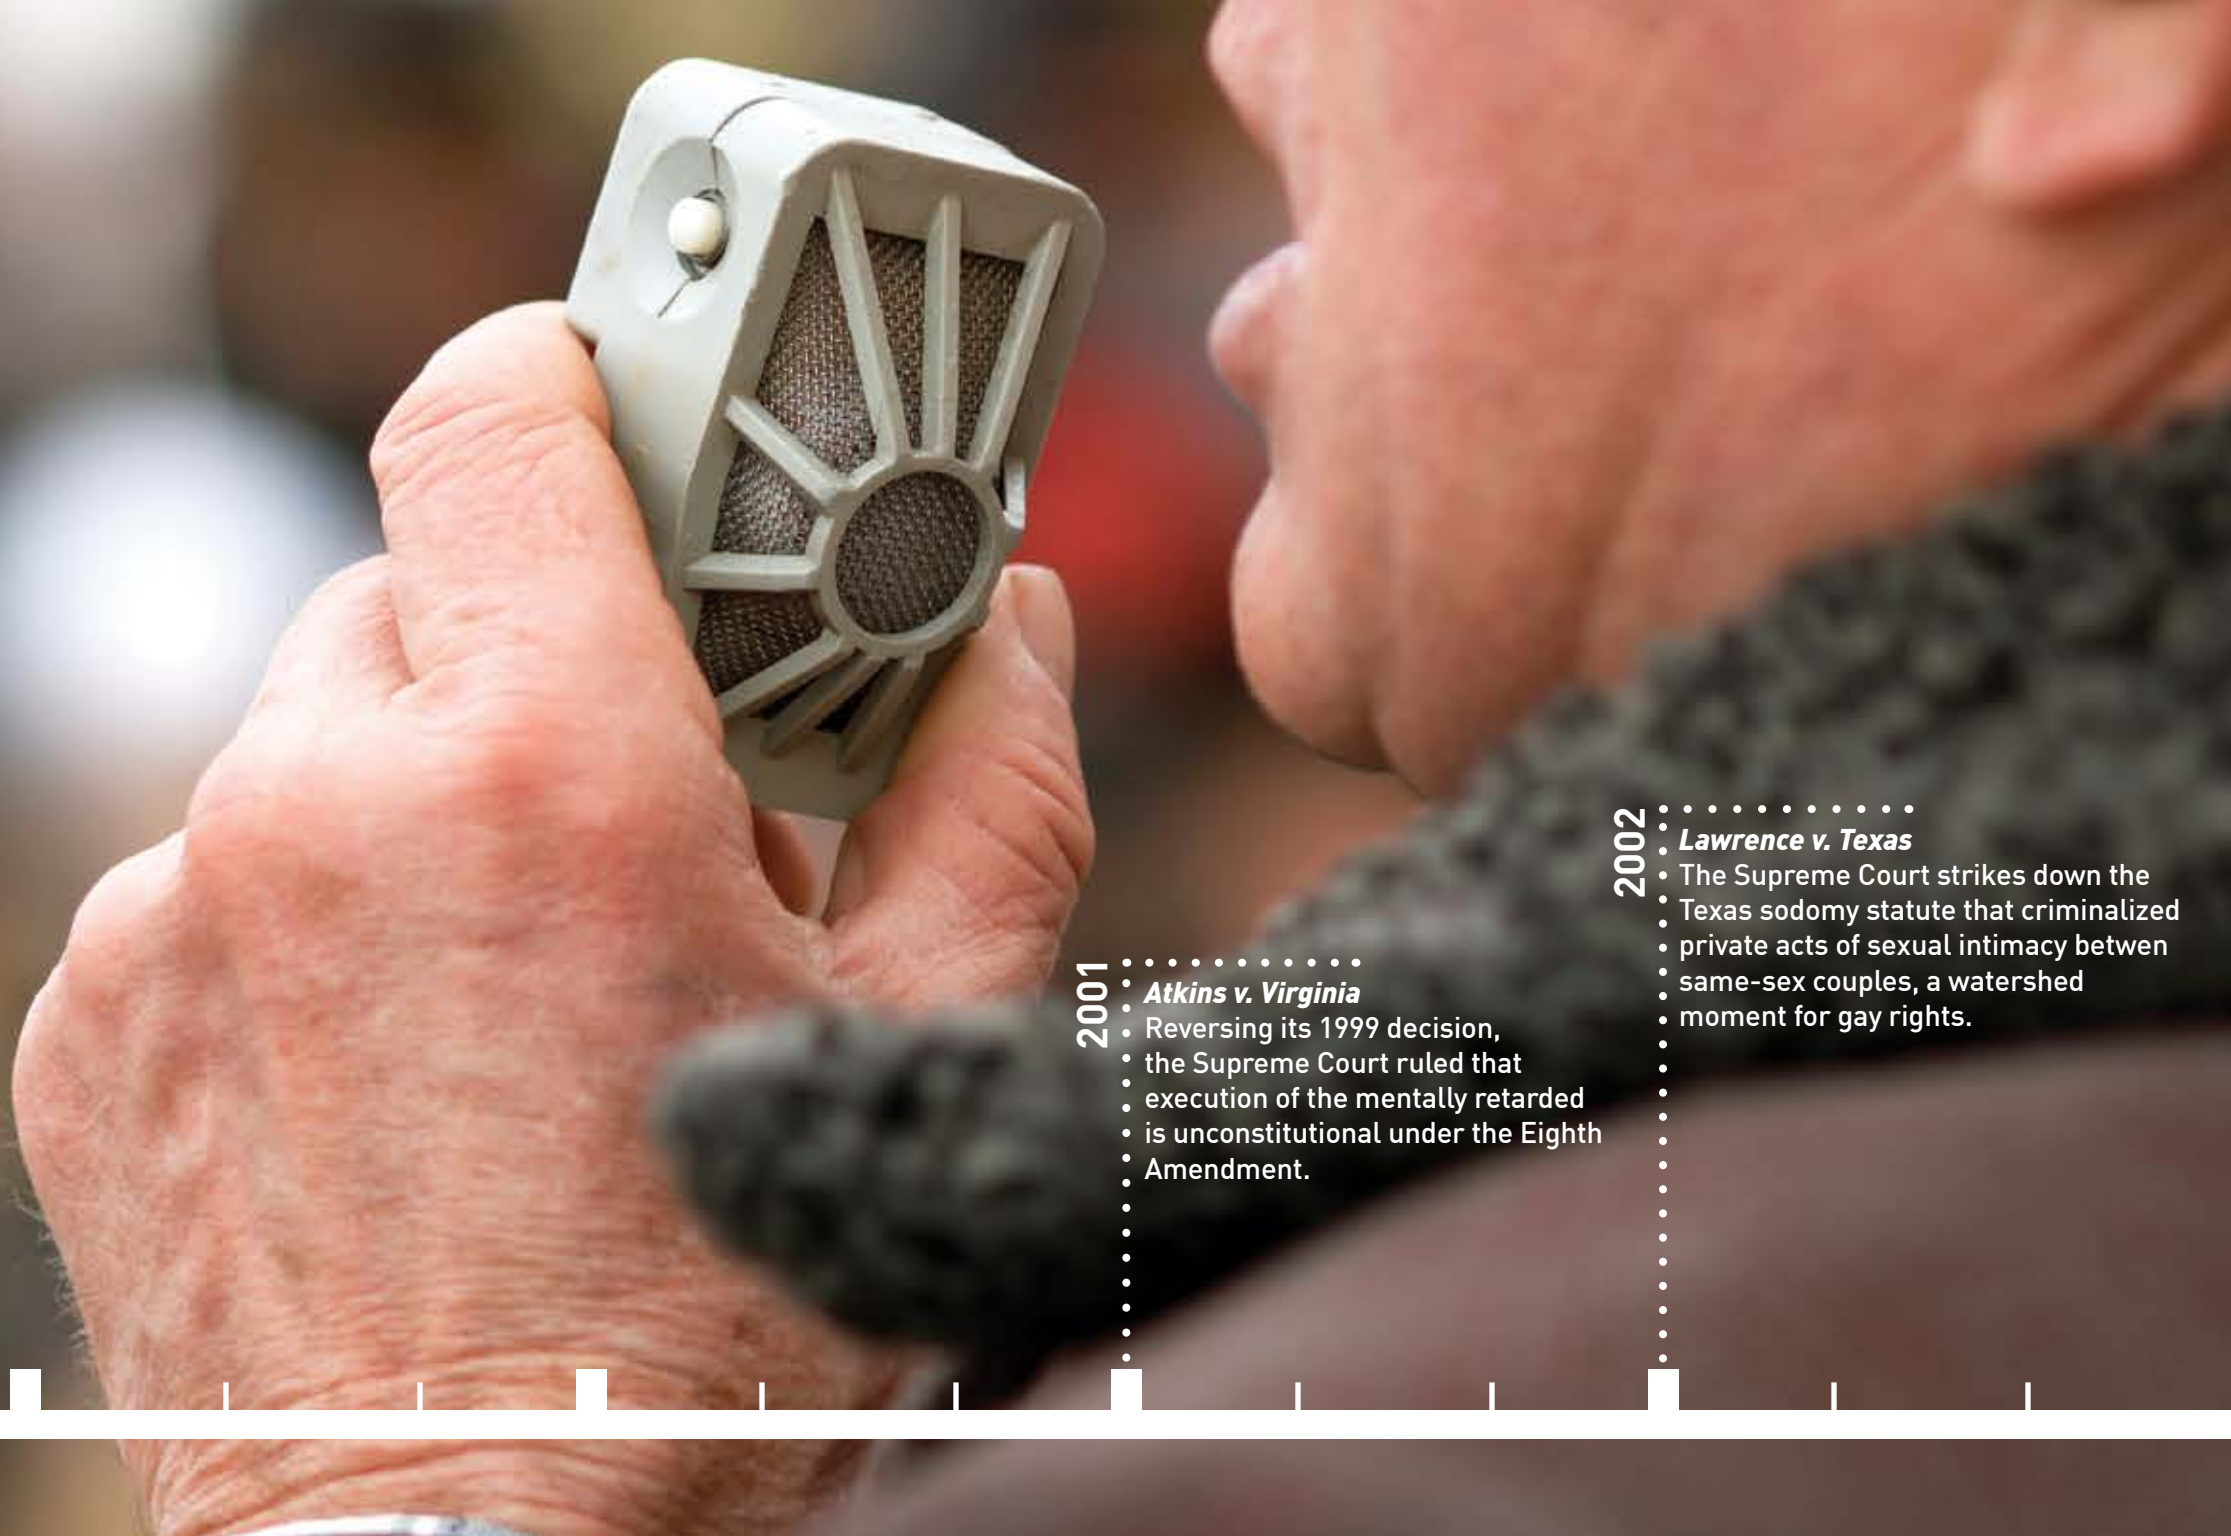 2001
Atkins v. Virginia
Reversing its 1999 decision,
the Supreme Court ruled that
execution of the mentally retarded
is unconstitutional under the Eighth
Amendment.
2002
Lawrence v. Texas
The Supreme Court strikes down the
Texas sodomy statute that criminalized
private acts of sexual intimacy betwen
same-sex couples, a watershed
moment for gay rights.